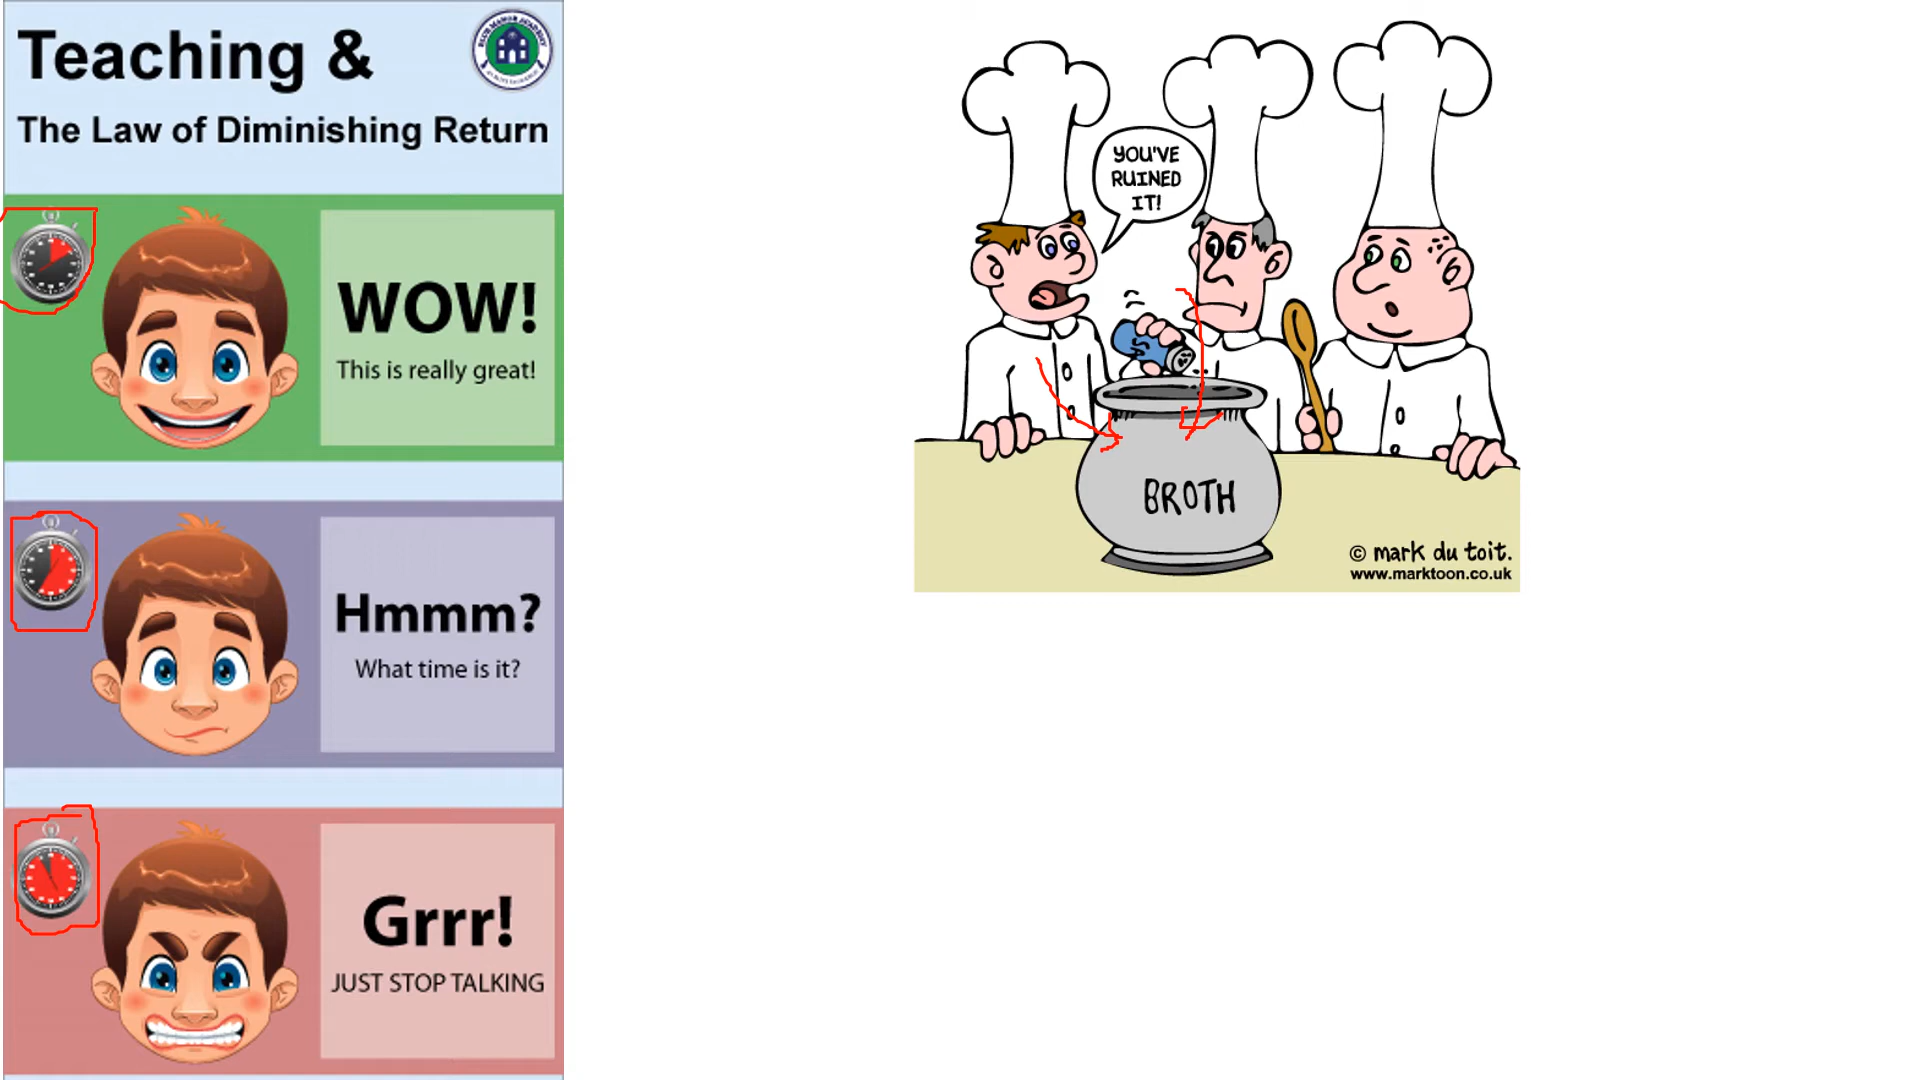 Teaching &
The Law of Diminishing Return
WOW!
This is really great!
Hmmm?
What time is it?
Grrr!
JUST STOP TALKING
YOU'VE
RUINED
IT!
BROTH
© mark du toit.
www.marktoon.co.uk